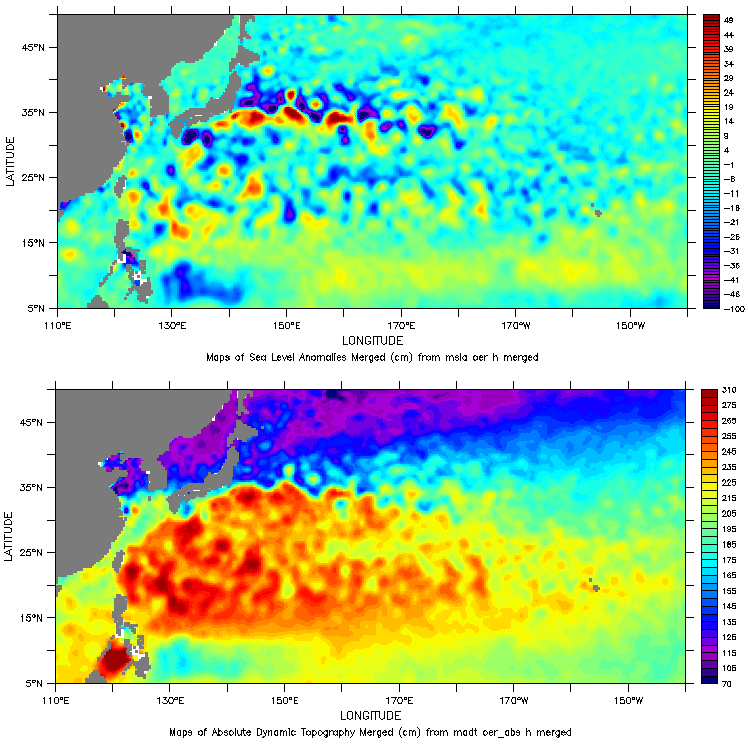 45°N
35°N
25°N
15°N
5°N
LATITUDE
110°E 130°E 150°E 170°E 170°W 150°W
LONGITUDE
49
44
39
34
29
24
19
14
9
4
-1
-6
-11
-16
-21
-26
-31
-36
-41
-46
-100
Maps of Sea Level Anomalies Merged (cm) from msla oer h merged
45°N
35°N
25°N
15°N
5°N
LATITUDE
110°E 130°E 150°E 170°E 170°W 150°W
LONGITUDE
310
275
265
255
245
235
225
215
205
195
185
175
165
155
145
135
125
115
105
70
Maps of Absolute Dynamic Topography Merged (cm) from madt oer_abs h merged